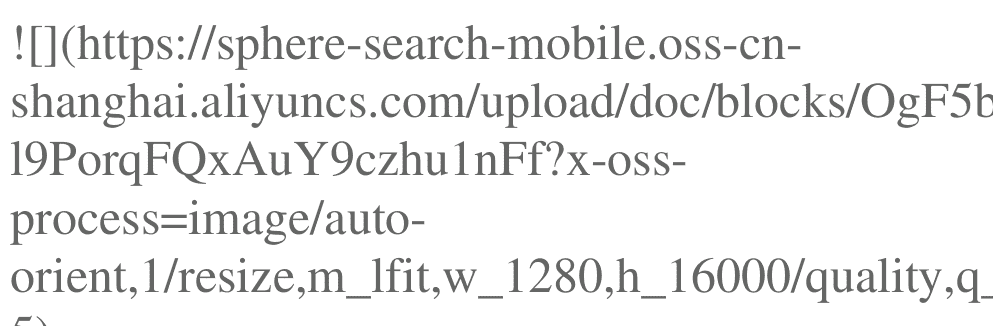 ![](https://sphere-search-mobile.oss-cn-
shanghai.aliyuncs.com/upload/doc/blocks/OgF5b
l9PorqFQxAuY9czhu1nFf?x-oss-
process=image/auto-
orient,1/resize,m_lfit,w_1280,h_16000/quality,q_
5)